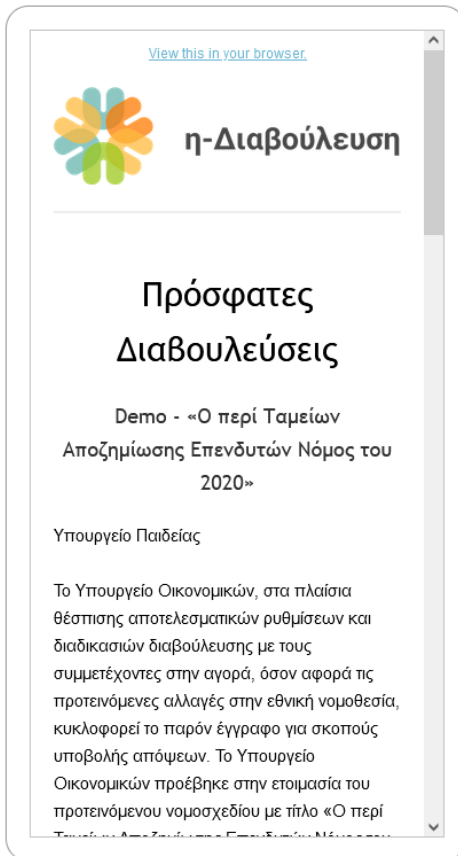 View this in your browser.
η-Διαβούλευση
Πρόσφατες
Διαβουλεύσεις
Demo - «Ο περί Ταμείων
Αποζημίωσης Επενδυτών Νόμος του
2020»
Υπουργείο Παιδείας
Το Υπουργείο Οικονομικών, στα πλαίσια
θέσπισης αποτελεσματικών ρυθμίσεων και
διαδικασιών διαβούλευσης με τους
συμμετέχοντες στην αγορά, όσον αφορά τις
προτεινόμενες αλλαγές στην εθνική νομοθεσία,
κυκλοφορεί το παρόν έγγραφο για σκοπούς
υποβολής απόψεων. Το Υπουργείο
Οικονομικών προέβηκε στην ετοιμασία του
προτεινόμενου νομοσχεδίου με τίτλο «Ο περί